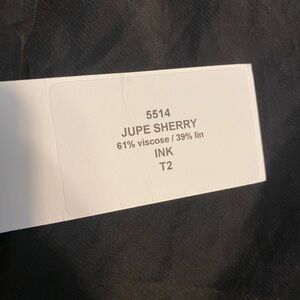 5514
JUPE SHERRY
61% viscose / 39% lin
INK
T2